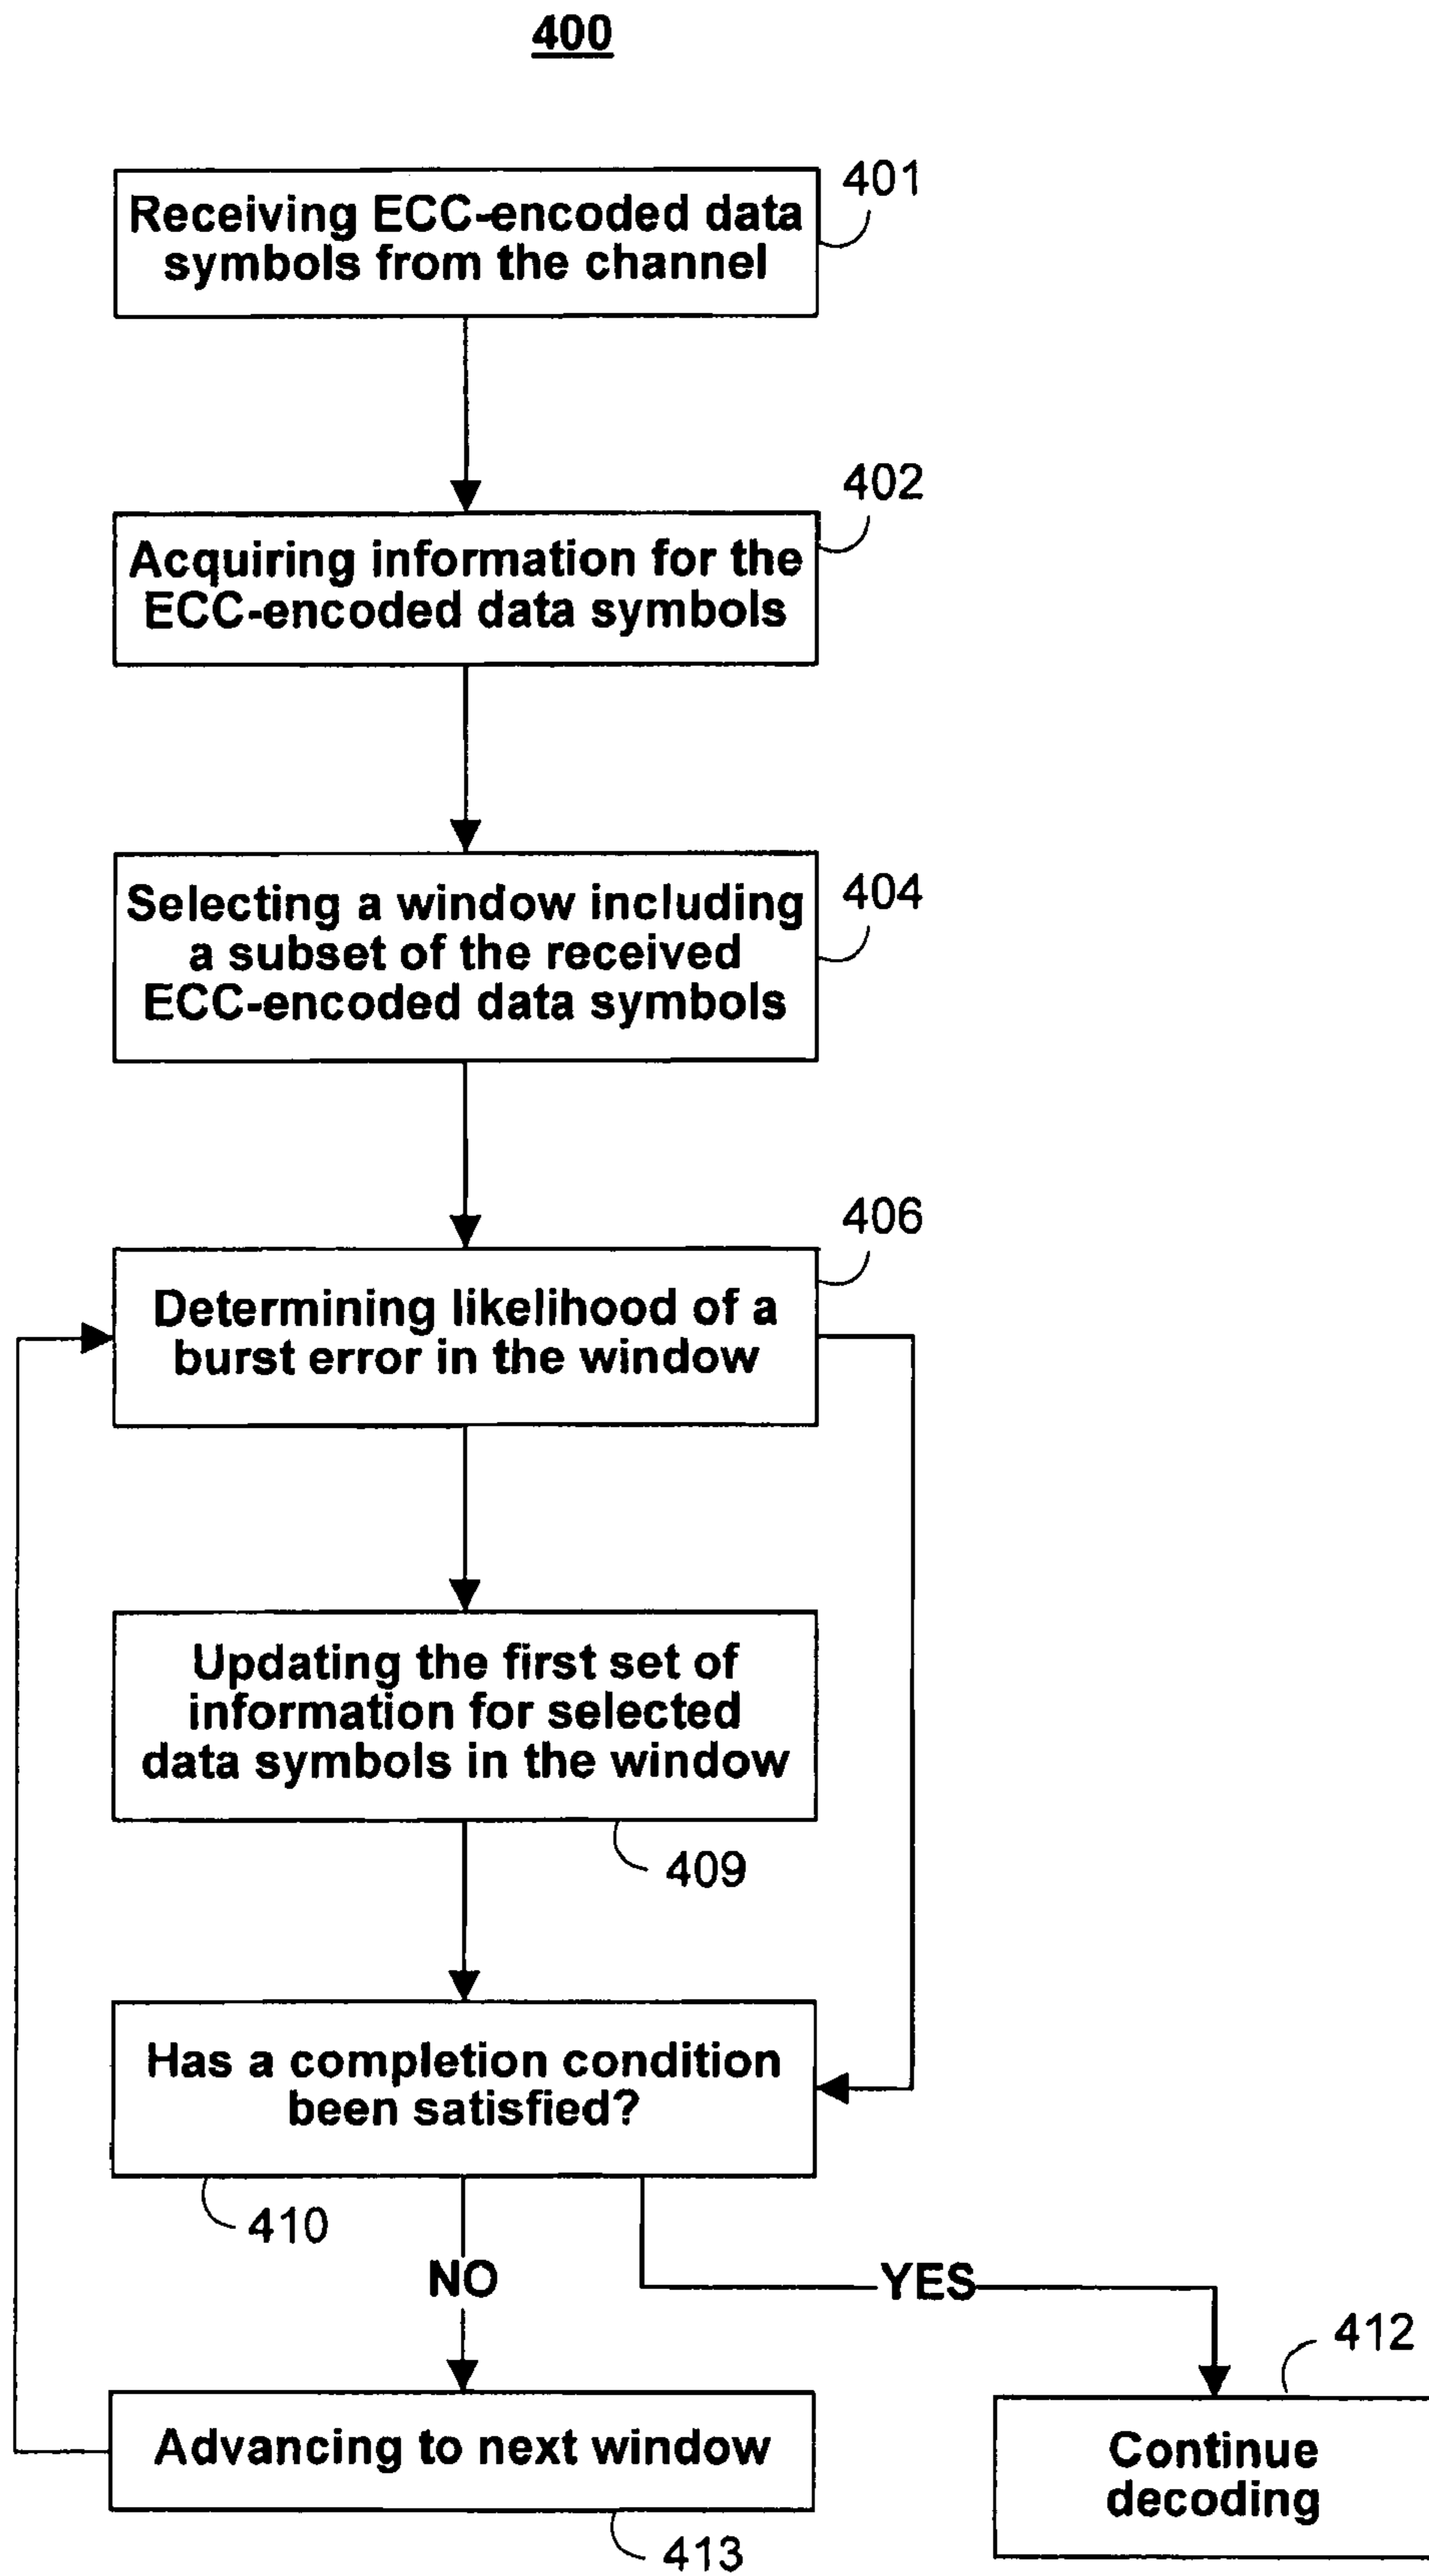 400
401
Receiving ECC-encoded data
symbols from the channel
402
Acquiring information for the
ECC-encoded data symbols
404
Selecting a window including
a subset of the received
ECC-encoded data symbols
406
Determining likelihood of a
burst error in the window
Updating the first set of
information for selected
data symbols in the window
409
Has a completion condition
been satisfied?
410
NO
YES
412
Advancing to next window
413
Continue
decoding